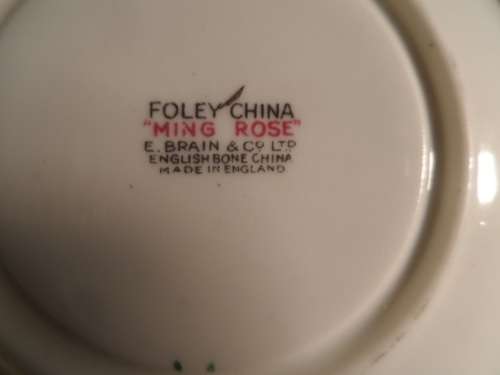 FOLEY CHINA
"MING ROSE"
E. BRAIN & CO LTD
ENGLISH BONE CHINA
MADE IN ENGLAND